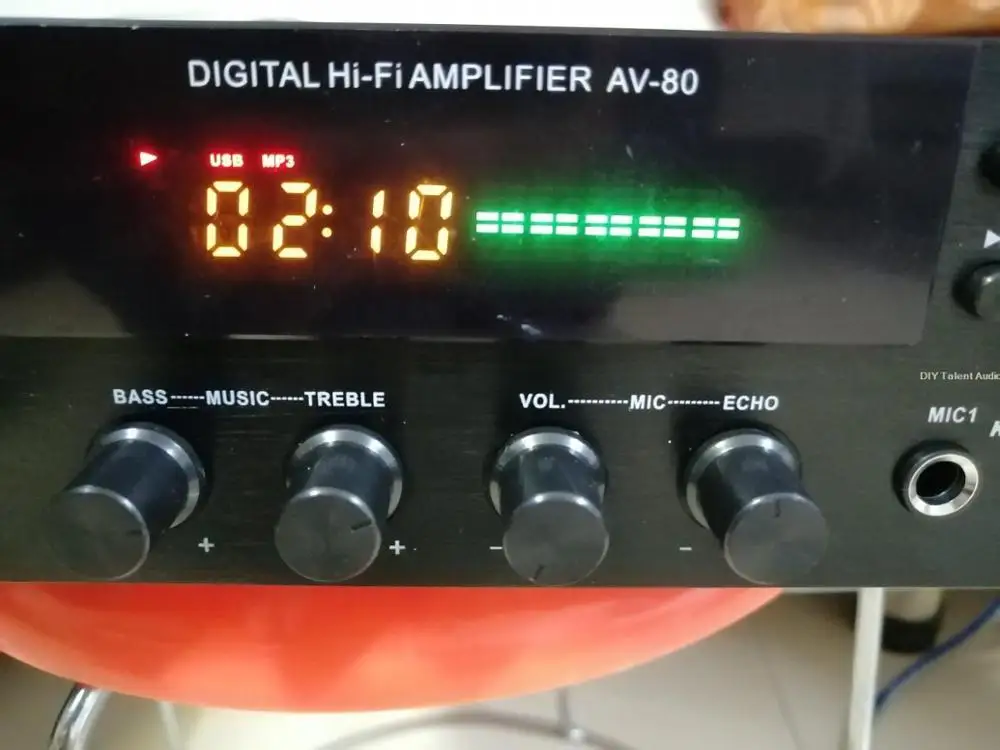 DIGITAL Hi-Fi AMPLIFIER AV-80
USB MP3
02:10
BASS------MUSIC------TREBLE
VOL.----------MIC---------ECHO
DIY Talent Audio
MIC1
+ + - -